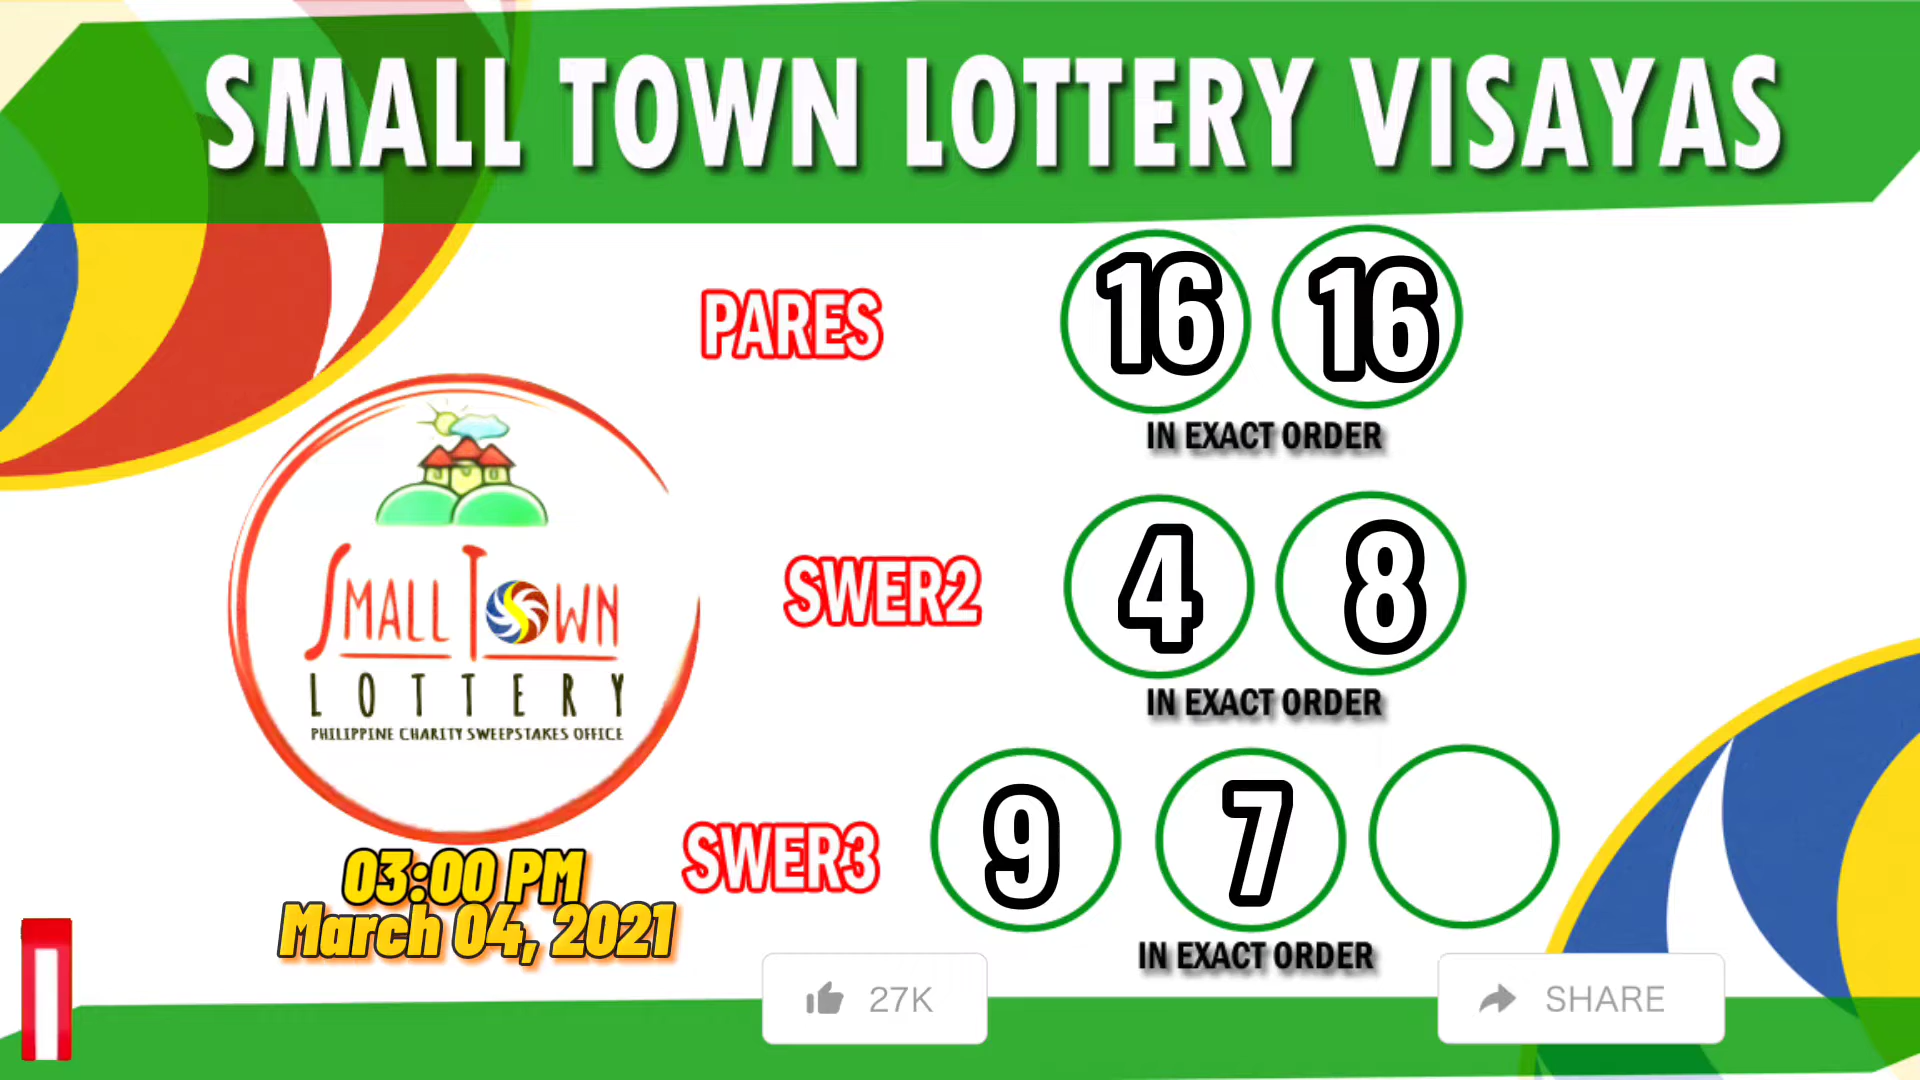 SMALL TOWN LOTTERY VISAYAS
PARES
16 16
IN EXACT ORDER
SMALL TOWN
LOTTERY
PHILIPPINE CHARITY SWEEPSTAKES OFFICE
SWER2
4 8
IN EXACT ORDER
03:00 PM
March 04, 2021
SWER3
9 7
IN EXACT ORDER
27K
SHARE